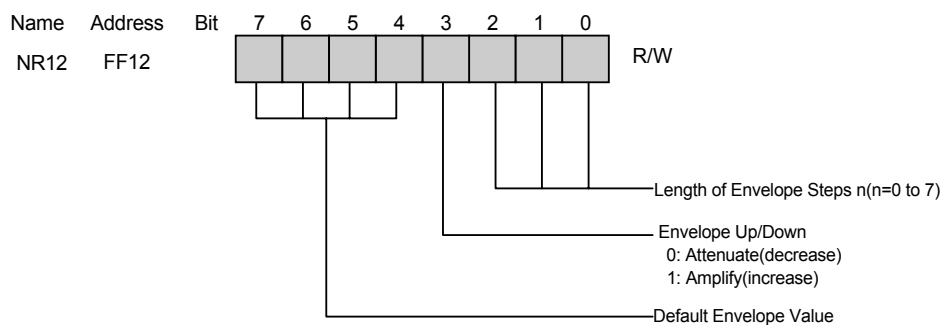 Name Address Bit 7 6 5 4 3 2 1 0
NR12 FF12 R/W
Length of Envelope Steps n(n=0 to 7)
Envelope Up/Down
0: Attenuate(decrease)
1: Amplify(increase)
Default Envelope Value